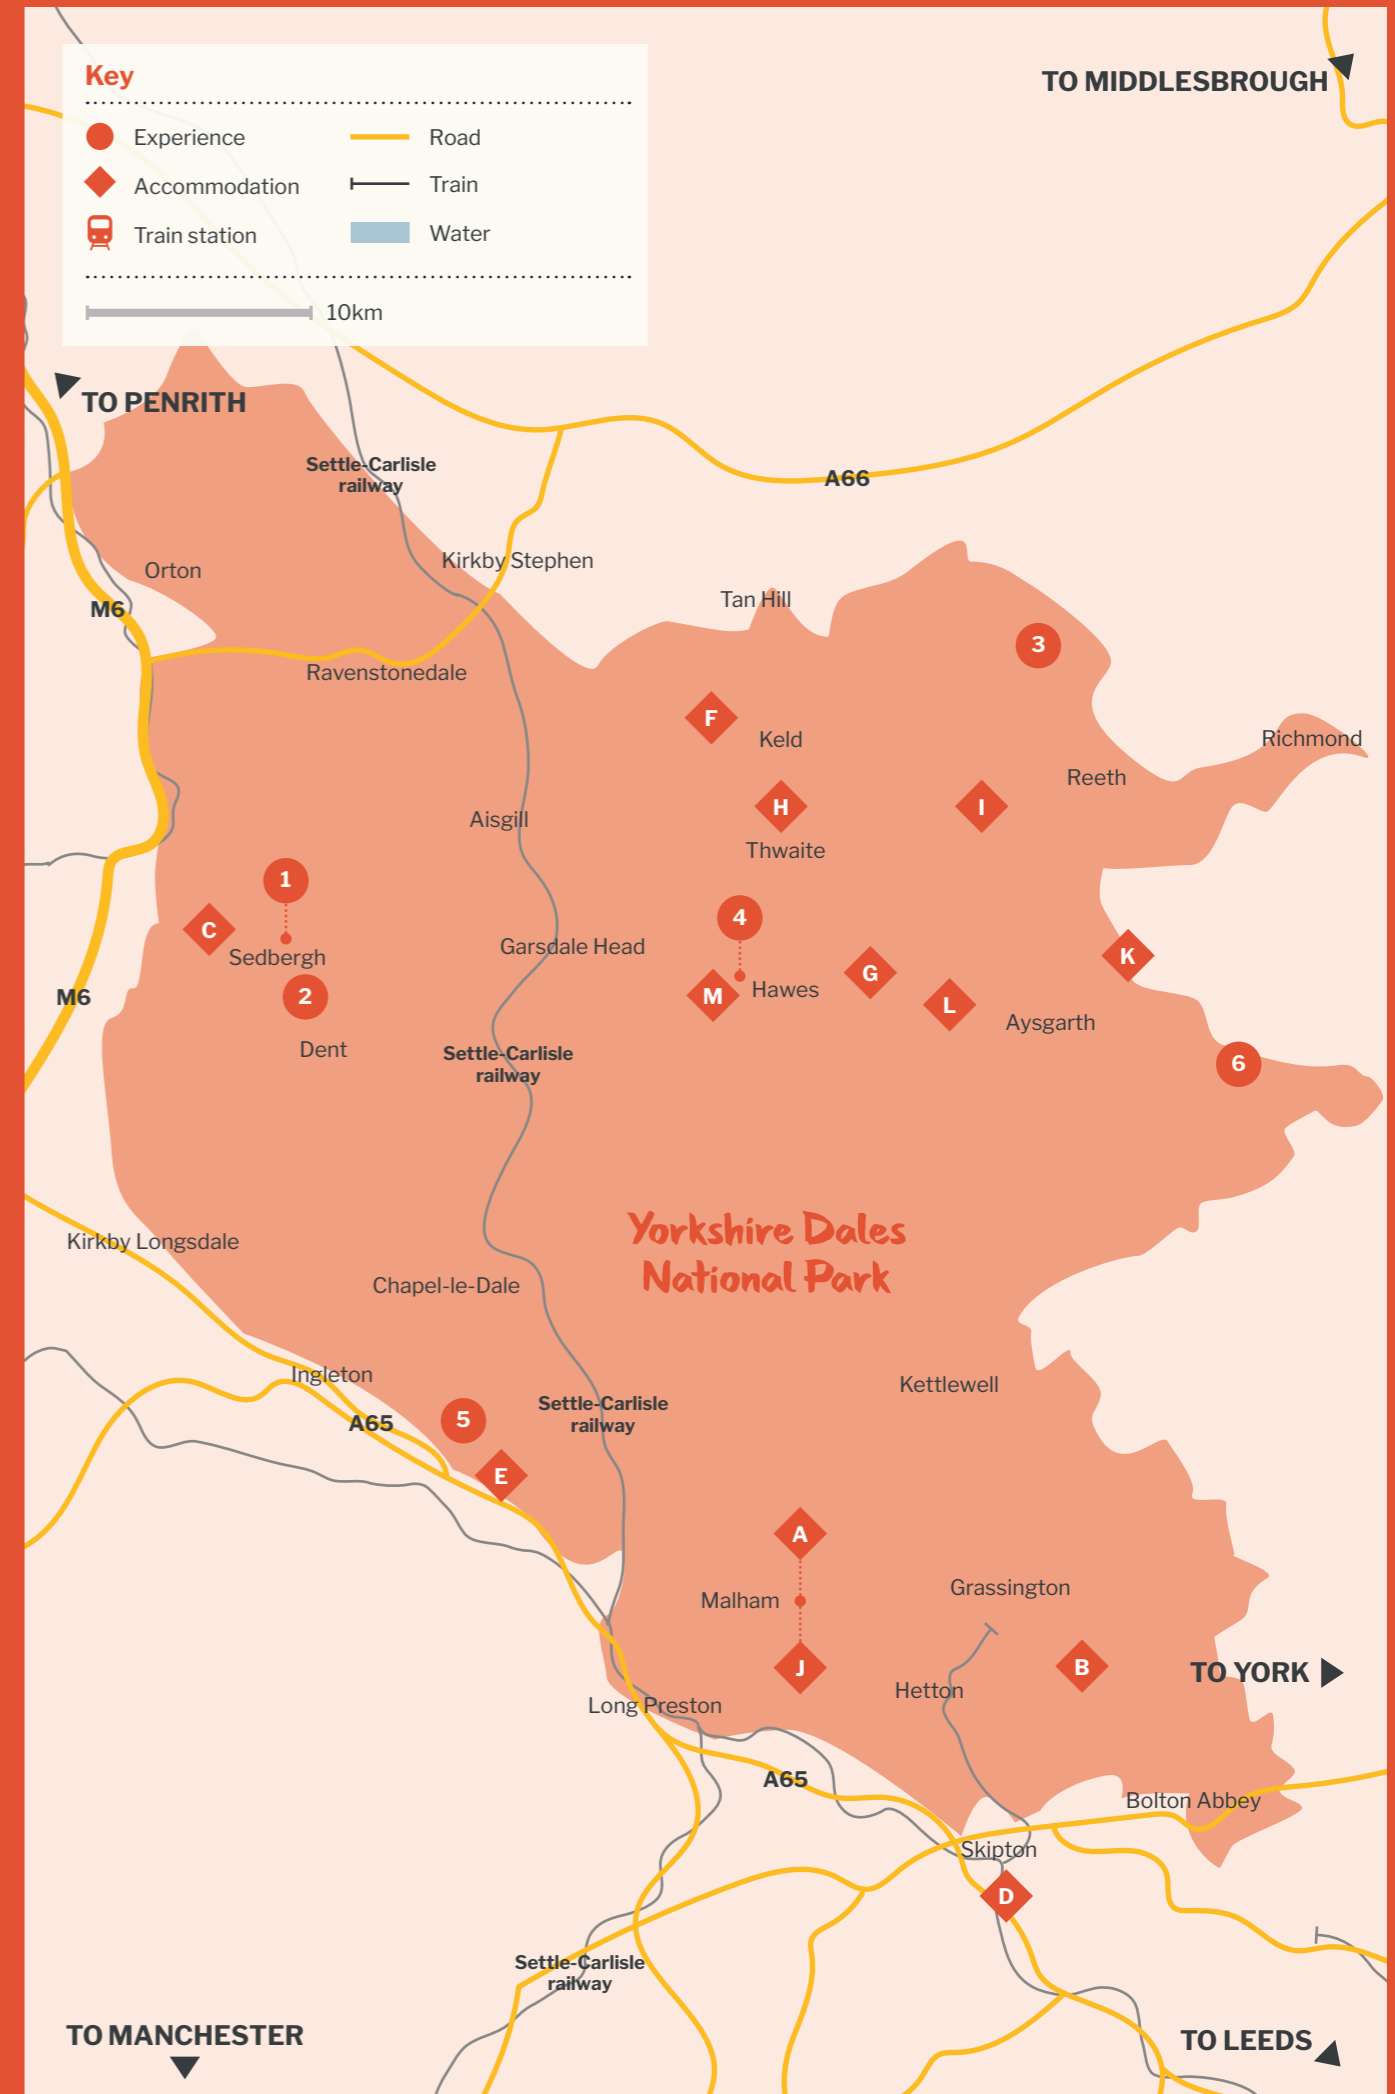 TO MIDDLESBROUGH
Key
Experience
Road
Accommodation
Train
Train station
Water
10km
TO PENRITH
Settle-Carlisle
railway
A66
Kirkby Stephen
Orton
Tan Hill
M6
3
Ravenstonedale
F
Keld
Richmond
Reeth
H
I
Aisgill
Thwaite
1
4
C
Sedbergh
Garsdale Head
K
G
M
Hawes
L
M6
2
Aysgarth
Dent
Settle-Carlisle
railway
6
Yorkshire Dales
National Park
Kirkby Longsdale
Chapel-le-Dale
Ingleton
Kettlewell
A65
5
Settle-Carlisle
railway
E
A
Grassington
Malham
J
B
TO YORK
Hetton
Long Preston
A65
Bolton Abbey
Skipton
D
Settle-Carlisle
railway
TO MANCHESTER
TO LEEDS